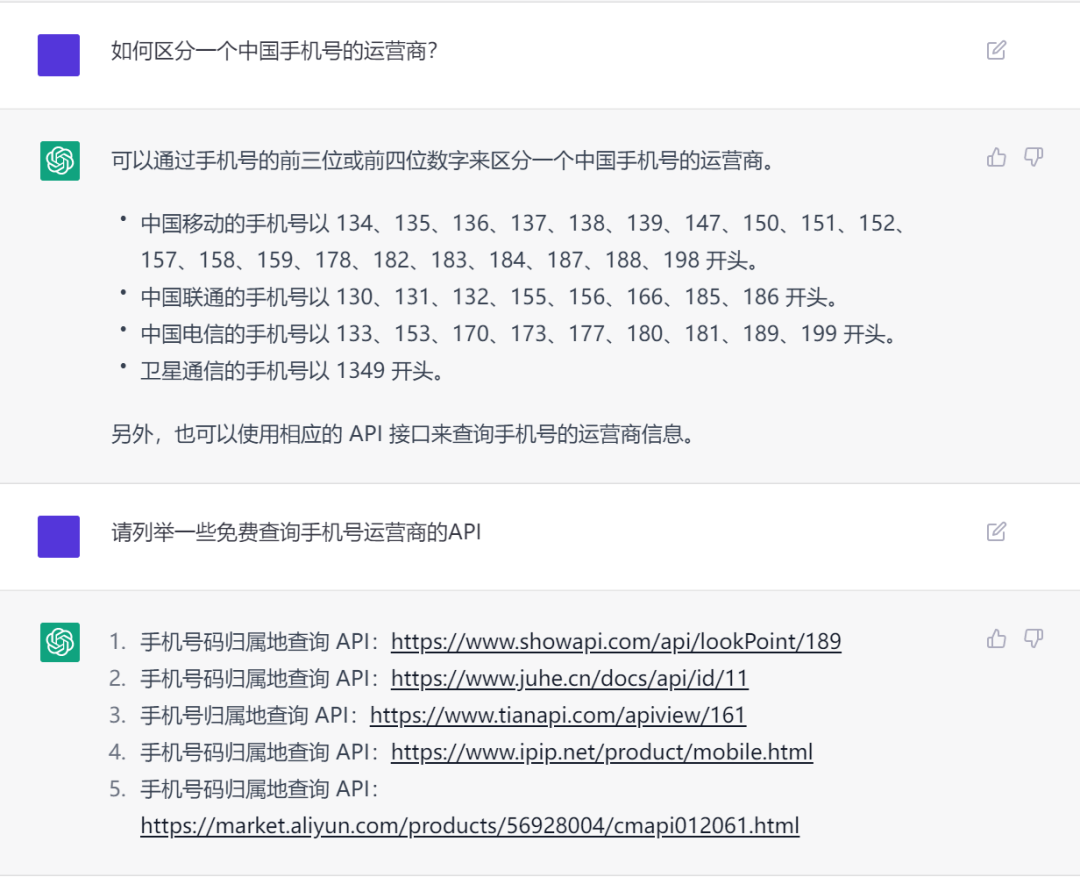 如何区分一个中国手机号的运营商?
可以通过手机号的前三位或前四位数字来区分一个中国手机号的运营商。
• 中国移动的手机号以 134、135、136、137、138、139、147、150、151、152、
157、158、159、178、182、183、184、187、188、198 开头。
• 中国联通的手机号以 130、131、132、155、156、166、185、186 开头。
• 中国电信的手机号以 133、153、170、173、177、180、181、189、199 开头。
• 卫星通信的手机号以 1349 开头。
另外，也可以使用相应的 API 接口来查询手机号的运营商信息。
请列举一些免费查询手机号运营商的API
1. 手机号码归属地查询 API：https://www.showapi.com/api/lookPoint/189
2. 手机号码归属地查询 API：https://www.juhe.cn/docs/api/id/11
3. 手机号归属地查询 API：https://www.tianapi.com/apiview/161
4. 手机号码归属地查询 API：https://www.ipip.net/product/mobile.html
5. 手机号码归属地查询 API：
https://market.aliyun.com/products/56928004/cmapi012061.html